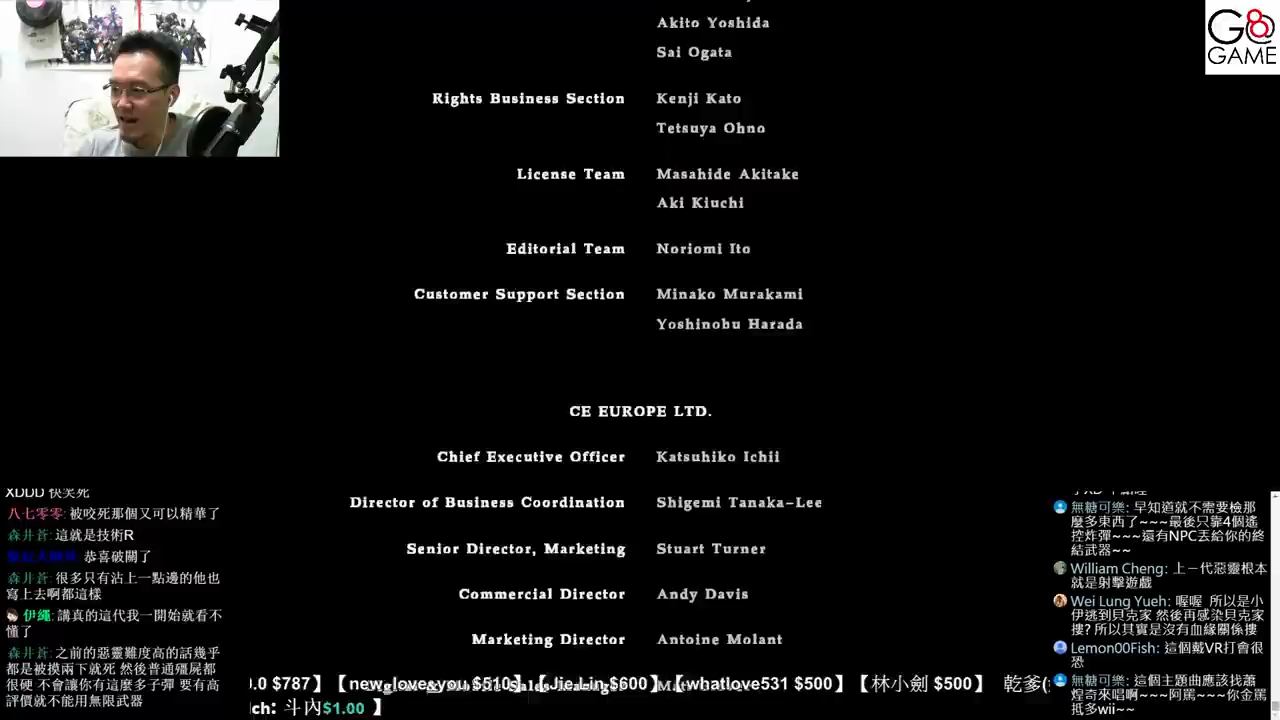 Akito Yoshida
Sai Ogata
G8
GAME
Rights Business Section Kenji Kato
Tetsuya Ohno
License Team Masahide Akitake
Aki Kiuchi
Editorial Team Noriomi Ito
Customer Support Section Minako Murakami
Yoshinobu Harada
CE EUROPE LTD.
Chief Executive Officer Katsuhiko Ichii
Director of Business Coordination Shigemi Tanaka-Lee
Senior Director, Marketing Stuart Turner
Commercial Director Andy Davis
Marketing Director Antoine Molant
XDDD 快笑死
八七零零: 被咬死那個又可以精華了
森井蒼: 這就是技術R
恭喜破關了
森井蒼: 很多只有沾上一點邊的他也
寫上去啊都這樣
伊繩: 講真的這代我一開始就看不
懂了
森井蒼: 之前的惡靈難度高的話幾乎
都是被摸兩下就死 然後普通殭屍都
很硬 不會讓你有這麼多子彈 要有高
評價就不能用無限武器
無糖可樂: 早知道就不需要檢那
麼多東西了~~~最後只靠4個遙
控炸彈~~~還有NPC丟給你的終
結武器~~
William Cheng: 上一代惡靈根本
就是射擊遊戲
Wei Lung Yueh: 喔喔 所以是小
伊逃到貝克家 然後再感染貝克家
摟? 所以其實是沒有血緣關係摟
Lemon00Fish: 這個戴VR打會很
恐
無糖可樂: 這個主題曲應該找蕭
煌奇來唱啊~~~阿罵~~~你金罵
抵多wii~~
.0 $787】【new_love&you $510】【Jie Lin $600】【whatlove531 $500】【林小劍 $500】 乾爹(
ch: 斗內$1.00 】